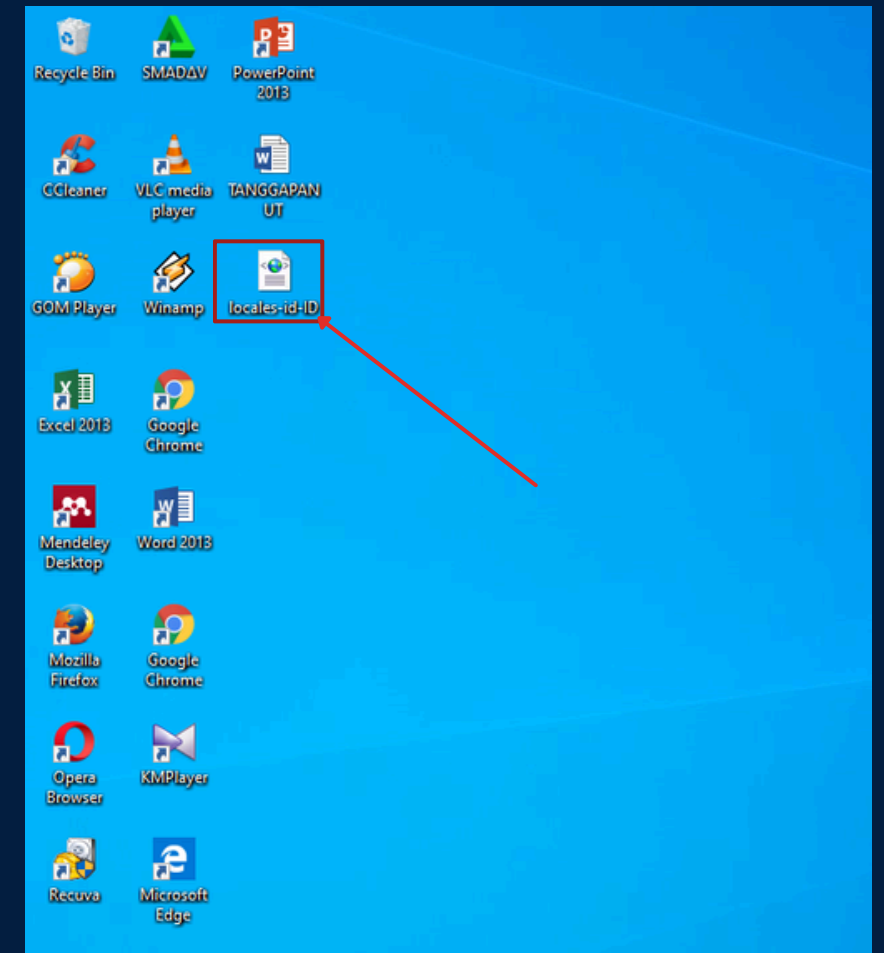 Recycle Bin
SMADΔV
PowerPoint
2013
CCleaner
VLC media
player
TANGGAPAN
UT
GOM Player
Winamp
locales-id-ID
Excel 2013
Google
Chrome
Mendeley
Desktop
Word 2013
Mozilla
Firefox
Google
Chrome
Opera
Browser
KMPlayer
Recuva
Microsoft
Edge